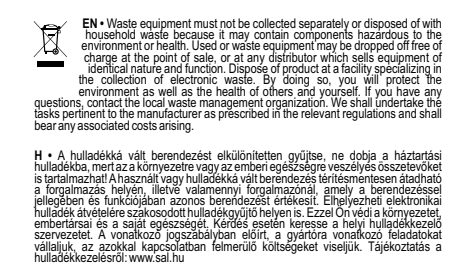 EN • Waste equipment must not be collected separately or disposed of with
household waste because it may contain components hazardous to the
environment or health. Used or waste equipment may be dropped off free of
charge at the point of sale, or at any distributor which sells equipment of
identical nature and function. Dispose of product at a facility specializing in
the collection of electronic waste. By doing so, you will protect the
environment as well as the health of others and yourself. If you have any
questions, contact the local waste management organization. We shall undertake the
tasks pertinent to the manufacturer as prescribed in the relevant regulations and shall
bear any associated costs arising.
H • A hulladékká vált berendezést elkülönítetten gyűjtse, ne dobja a háztartási
hulladékba, mert az a környezetre vagy az emberi egészségre veszélyes összetevőket
is tartalmazhat! A használt vagy hulladékká vált berendezés térítésmentesen átadható
a forgalmazás helyén, illetve valamennyi forgalmazónál, amely a berendezéssel
jellegében és funkciójában azonos berendezést értékesít. Elhelyezheti elektronikai
hulladék átvételére szakosodott hulladékgyűjtő helyen is. Ezzel Ön védi a környezetet,
embertársai és a saját egészségét. Kérdés esetén keresse a helyi hulladékkezelő
szervezetet. A vonatkozó jogszabályban előírt, a gyártóra vonatkozó feladatokat
vállaljuk, az azokkal kapcsolatban felmerülő költségeket viseljük. Tájékoztatás a
hulladékkezelésről: www.sal.hu